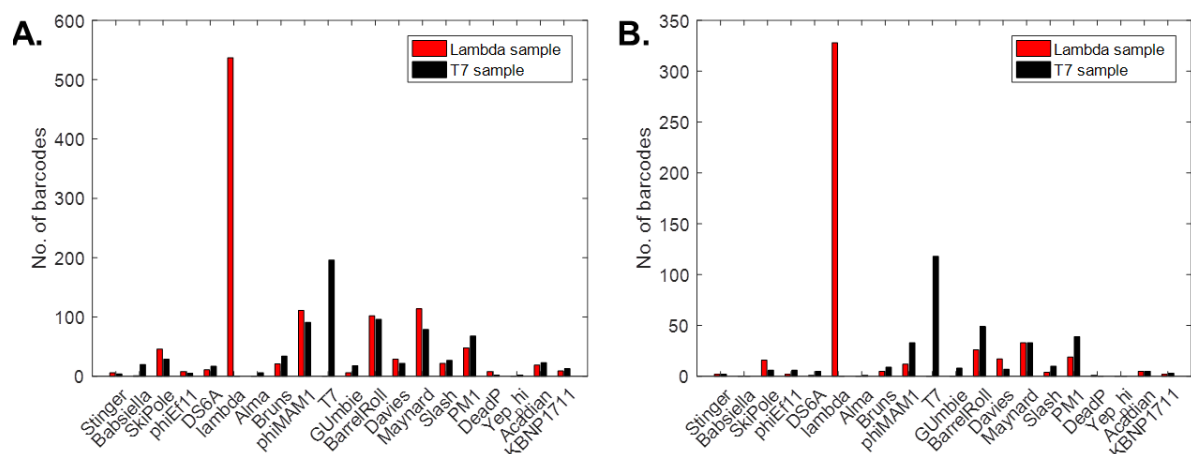 A.
600
500
400
300
200
100
0
No. of barcodes
Lambda sample
T7 sample
Stinger
Babsiella
SkiPole
phiEf11
DS6A
lambda
Alma
Bruns
phiMAM1
T7
GUmbie
BarrelRoll
Davies
Maynard
Slash
PM1
DeadP
Yep_hi
Acadian
KBNP1711
B.
350
300
250
200
150
100
50
0
No. of barcodes
Lambda sample
T7 sample
Stinger
Babsiella
SkiPole
phiEf11
DS6A
lambda
Alma
Bruns
phiMAM1
T7
GUmbie
BarrelRoll
Davies
Maynard
Slash
PM1
DeadP
Yep_hi
Acadian
KBNP1711